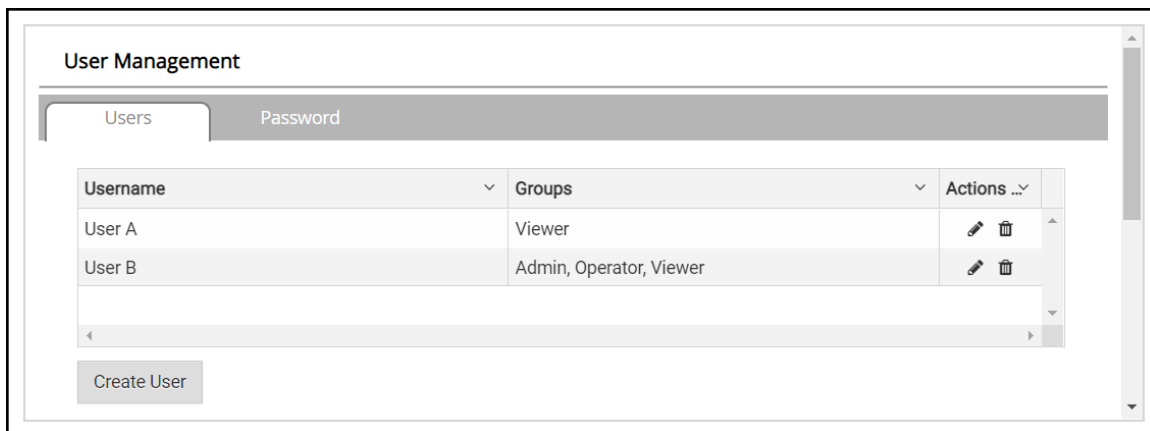 User Management
Users Password
Username Groups Actions ...
User A Viewer
User B Admin, Operator, Viewer
Create User